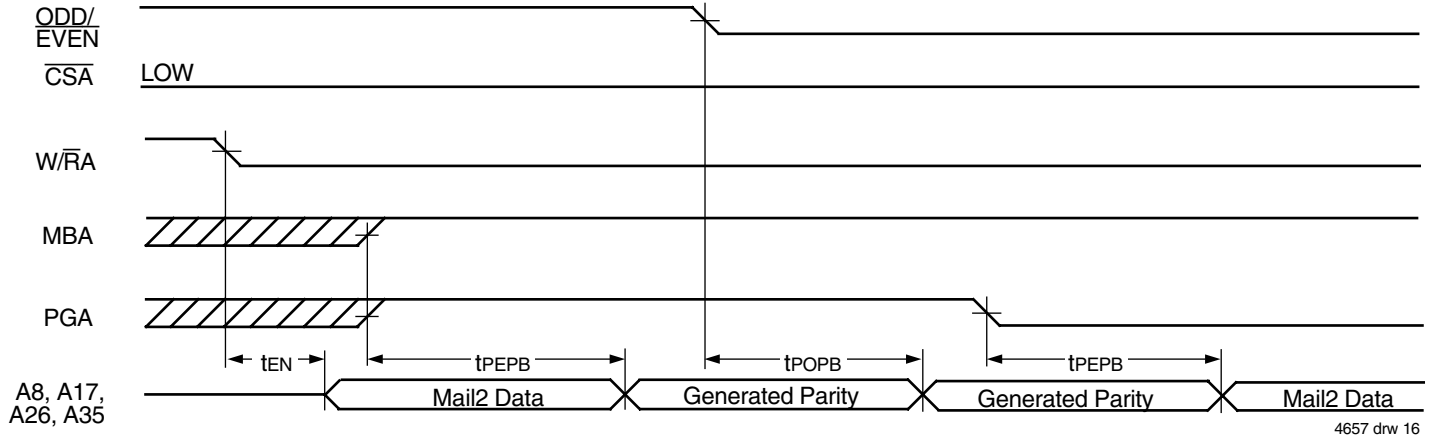 ODD/
EVEN
CSA LOW
W/RA
MBA
PGA
tEN tPEPB tPOPB tPEPB
A8, A17,
A26, A35
Mail2 Data Generated Parity Generated Parity Mail2 Data
4657 drw 16